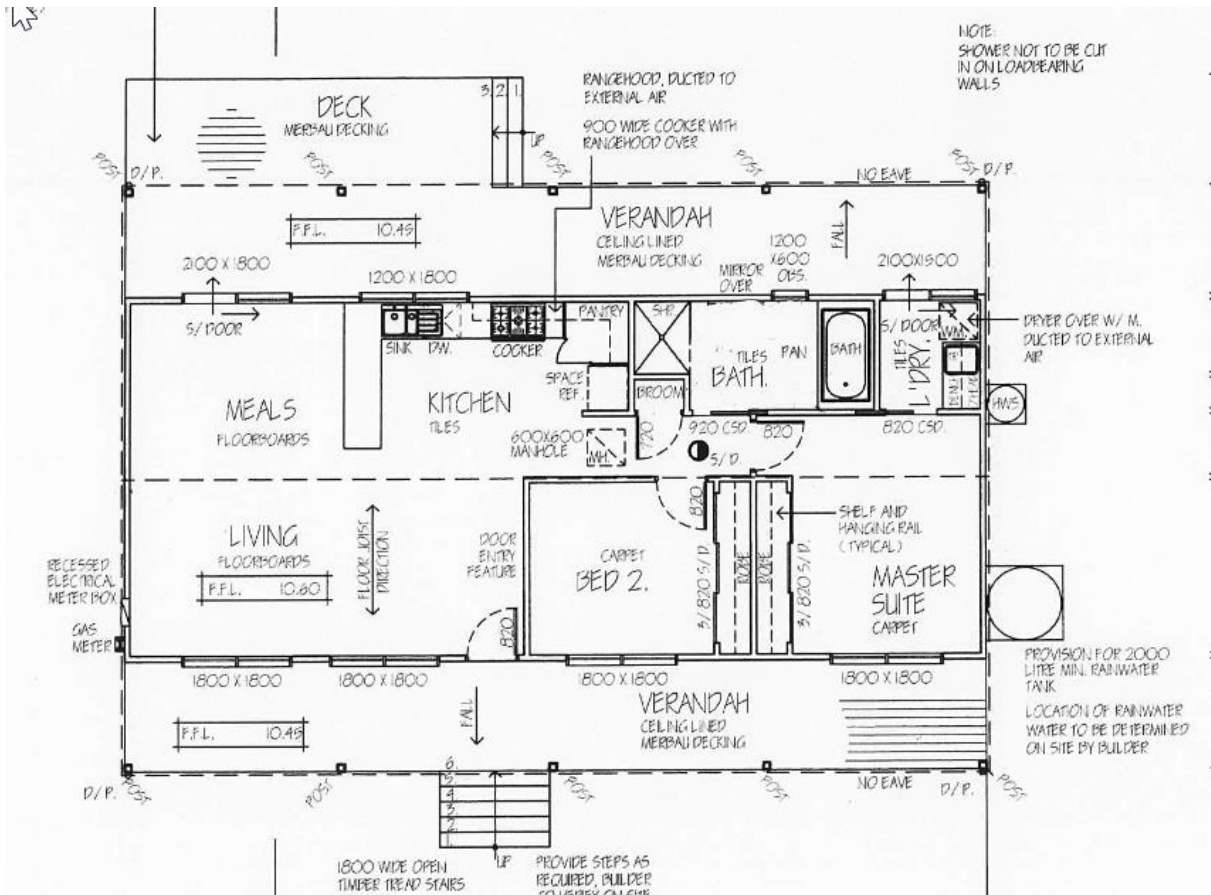 NOTE:
SHOWER NOT TO BE CUT
IN ON LOADBEARING
WALLS
RANGEHOOD, DUCTED TO
EXTERNAL AIR
900 WIDE COOKER WITH
RANGEHOOD OVER
DECK
MERBAU DECKING
3. 2. 1.
UP
POST D/P.
POST
POST
POST
POST D/P.
NO EAVE
F.F.L. 10.45
VERANDAH
CEILING LINED
MERBAU DECKING
FALL
2100 X 1800
1200 X 1800
MIRROR
OVER
1200
X600
OBS.
2100X1500
S/DOOR
SINK
D.W.
COOKER
PANTRY
SHR.
TILES
BATH.
PAN
BATH
S/DOOR
TILES
L'DRY.
W.M.
TR
BENCH
DRYER OVER W/M.
DUCTED TO EXTERNAL
AIR
HWS
MEALS
FLOORBOARDS
KITCHEN
TILES
SPACE
REF.
BROOM
600X600
MANHOLE
MH.
720
920 CSD.
S/D.
820
820 CSD.
LIVING
FLOORBOARDS
F.F.L. 10.60
FLOOR JOIST
DIRECTION
DOOR
ENTRY
FEATURE
820
820
CARPET
BED 2.
3/820 S/D.
ROBE
ROBE
3/820 S/D.
SHELF AND
HANGING RAIL
(TYPICAL)
MASTER
SUITE
CARPET
RECESSED
ELECTRICAL
METER BOX
GAS
METER
PROVISION FOR 2000
LITRE MIN. RAINWATER
TANK
LOCATION OF RAINWATER
WATER TO BE DETERMINED
ON SITE BY BUILDER
1800 X 1800
1800 X 1800
1800 X 1800
1800 X 1800
F.F.L. 10.45
FALL
VERANDAH
CEILING LINED
MERBAU DECKING
NO EAVE
D/P.
POST
POST
POST
POST
D/P.
POST
6.
5.
4.
3.
2.
1.
UP
1800 WIDE OPEN
TIMBER TREAD STAIRS
PROVIDE STEPS AS
REQUIRED, BUILDER